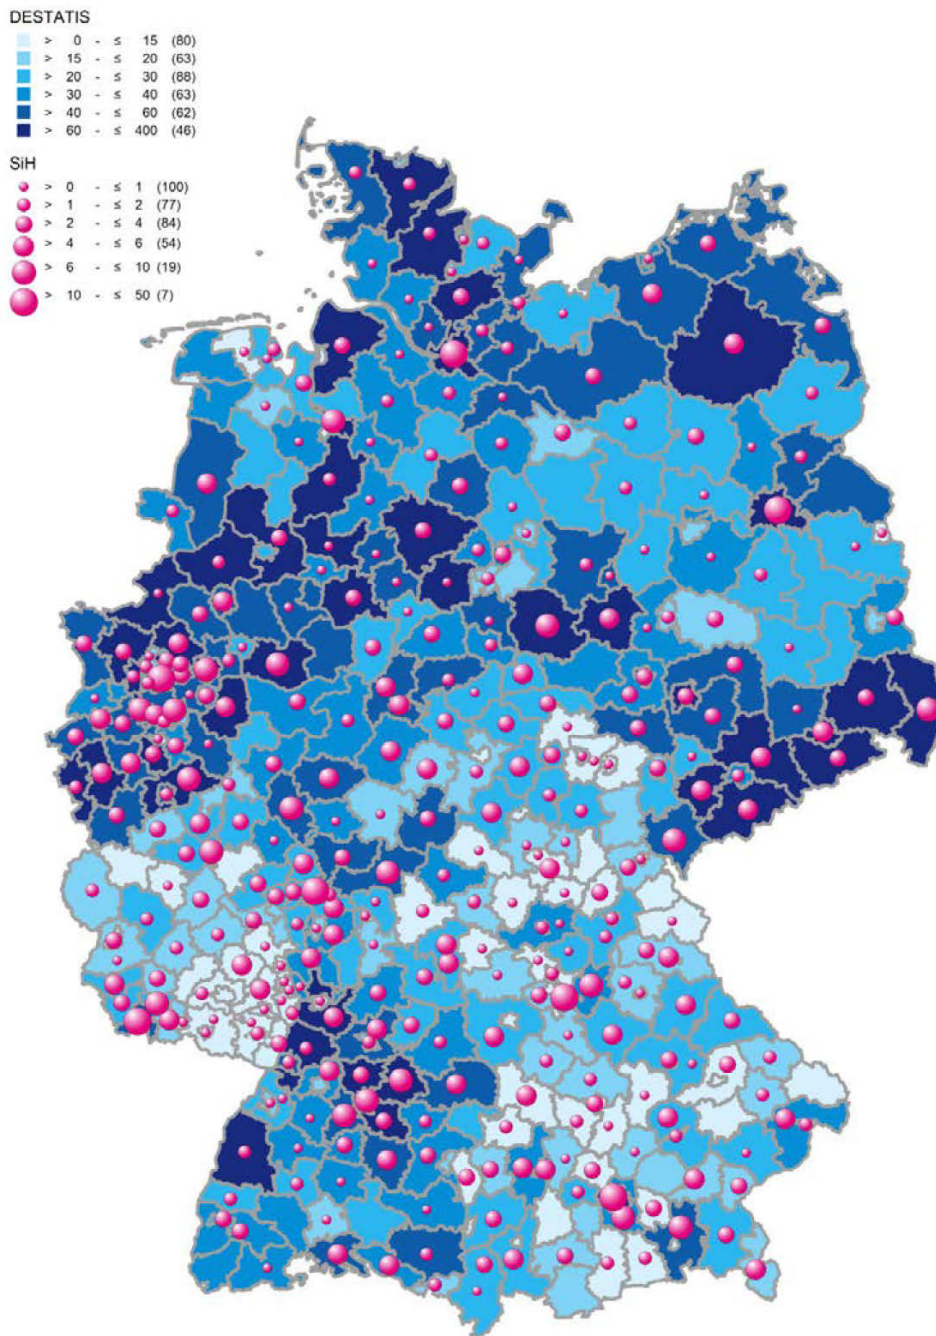 DESTATIS
> 0 - ≤ 15 (80)
> 15 - ≤ 20 (63)
> 20 - ≤ 30 (88)
> 30 - ≤ 40 (63)
> 40 - ≤ 60 (62)
> 60 - ≤ 400 (46)
SiH
> 0 - ≤ 1 (100)
> 1 - ≤ 2 (77)
> 2 - ≤ 4 (84)
> 4 - ≤ 6 (54)
> 6 - ≤ 10 (19)
> 10 - ≤ 50 (7)